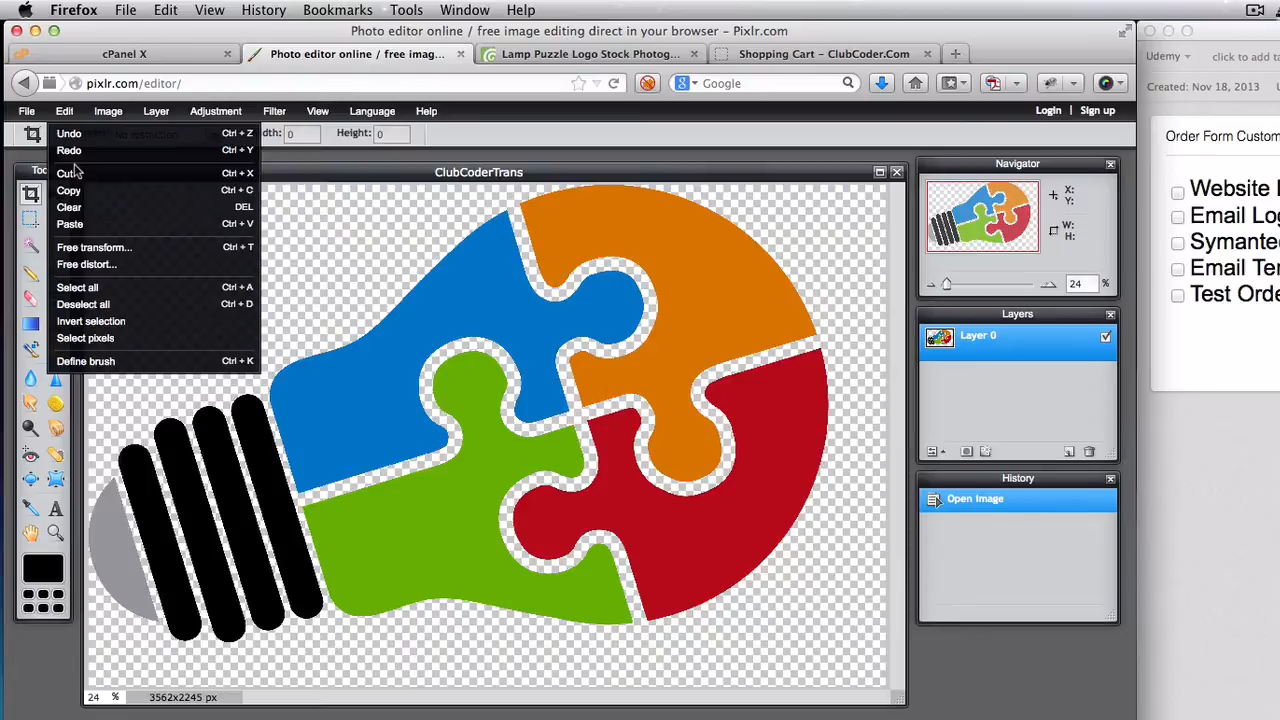 Firefox File Edit View History Bookmarks Tools Window Help
Photo editor online / free image editing direct in your browser – Pixlr.com
cPanel X
Photo editor online / free imag...
Lamp Puzzle Logo Stock Photog...
Shopping Cart – ClubCoder.Com
Udemy
click to add ta
pixlr.com/editor/
Google
Created: Nov 18, 2013
File Edit Image Layer Adjustment Filter View Language Help
Login | Sign up
Undo Ctrl + Z
No restriction
dth: 0 Height: 0
Order Form Custom
Redo Ctrl + Y
Cut Ctrl + X
Copy Ctrl + C
Clear DEL
Paste Ctrl + V
Free transform... Ctrl + T
Free distort...
Select all Ctrl + A
Deselect all Ctrl + D
Invert selection
Select pixels
Define brush Ctrl + K
Too
ClubCoderTrans
Navigator
X:
Y:
W:
H:
24 %
Layers
Layer 0
History
Open Image
Website
Email Log
Symante
Email Te
Test Orde
24 % 3562x2245 px